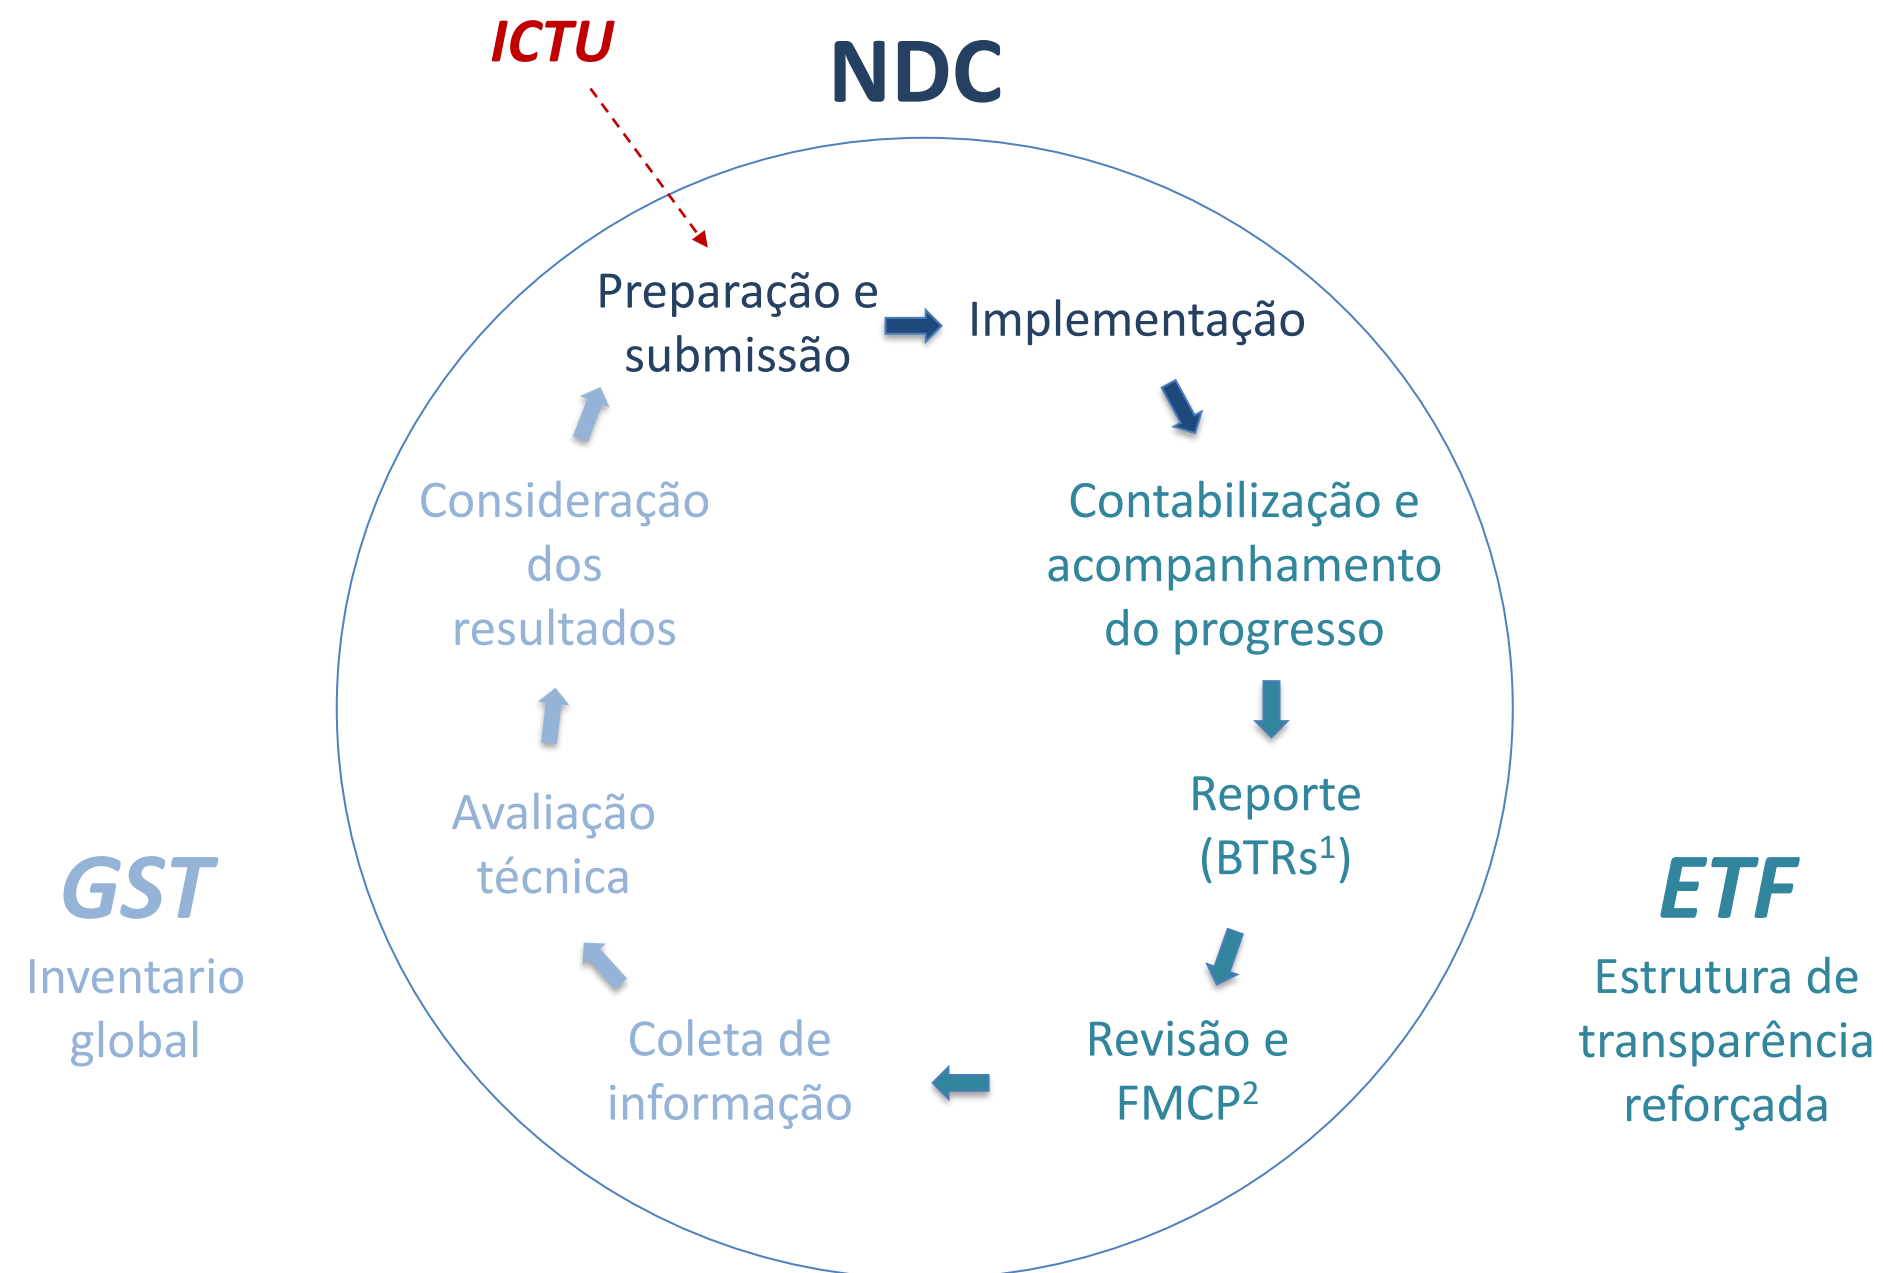 ICTU
NDC
Preparação e
submissão
Implementação
Contabilização e
acompanhamento
do progresso
Reporte
(BTRs¹)
Revisão e
FMCP²
Coleta de
informação
Avaliação
técnica
Consideração
dos
resultados
GST
Inventario
global
ETF
Estrutura de
transparência
reforçada